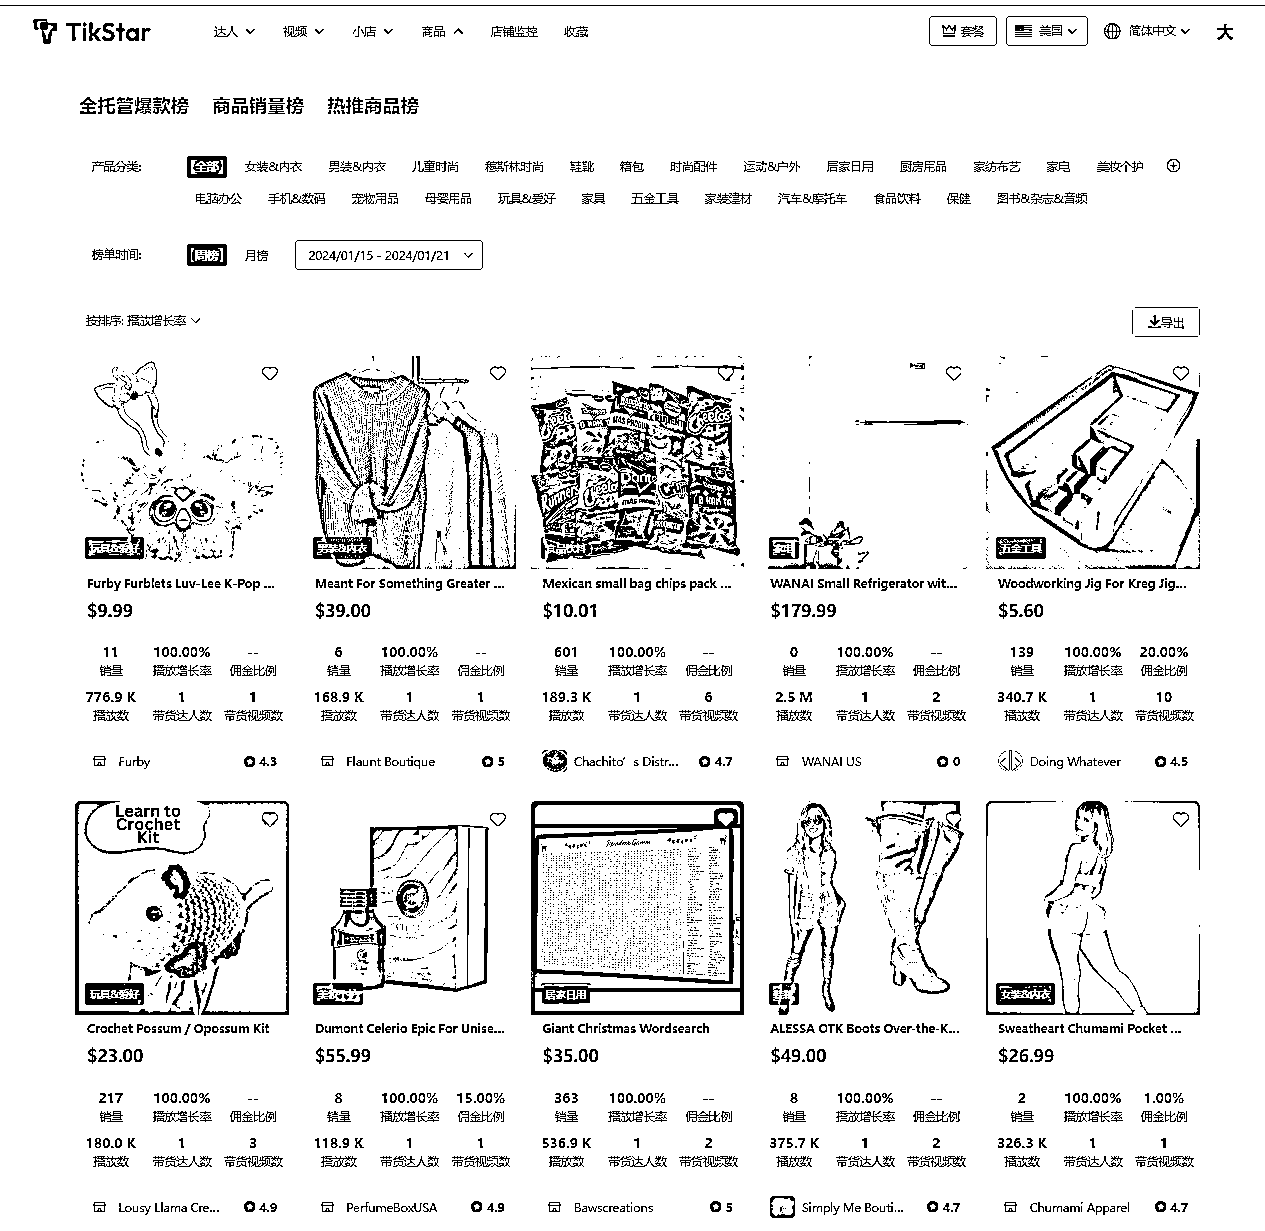 TikStar 达人 视频 小店 商品 店铺监控 收藏 套餐 美国 简体中文
全托管爆款榜 商品销量榜 热推商品榜
产品分类: 全部 女装&内衣 男装&内衣 儿童时尚 穆斯林时尚 鞋靴 箱包 时尚配件 运动&户外 居家日用 厨房用品 家纺布艺 家电 美妆个护
电脑办公 手机&数码 宠物用品 母婴用品 玩具&爱好 家具 五金工具 家装建材 汽车&摩托车 食品饮料 保健 图书&杂志&音频
榜单时间: 周榜 月榜 2024/01/15 - 2024/01/21
按排序: 播放增长率 导出
玩具&爱好 男装&内衣 食品饮料 家电 五金工具
Furby Furblets Luv-Lee K-Pop ... Meant For Something Greater ... Mexican small bag chips pack ... WANAI Small Refrigerator wit... Woodworking Jig For Kreg Jig...
$9.99 $39.00 $10.01 $179.99 $5.60
11 100.00% -- 6 100.00% -- 601 100.00% -- 0 100.00% -- 139 100.00% 20.00%
销量 播放增长率 佣金比例 销量 播放增长率 佣金比例 销量 播放增长率 佣金比例 销量 播放增长率 佣金比例 销量 播放增长率 佣金比例
776.9 K 1 1 168.9 K 1 1 189.3 K 1 6 2.5 M 1 2 340.7 K 1 10
播放数 带货达人数 带货视频数 播放数 带货达人数 带货视频数 播放数 带货达人数 带货视频数 播放数 带货达人数 带货视频数 播放数 带货达人数 带货视频数
Furby 4.3 Flaunt Boutique 5 Chachito's Distr... 4.7 WANAI US 0 Doing Whatever 4.5
Learn to
Crochet
Kit
玩具&爱好 居家日用 女装&内衣
Crochet Possum / Opossum Kit Dumont Celerio Epic For Unise... Giant Christmas Wordsearch ALESSA OTK Boots Over-the-K... Sweatheart Chumami Pocket ...
$23.00 $55.99 $35.00 $49.00 $26.99
217 100.00% -- 8 100.00% 15.00% 363 100.00% -- 8 100.00% -- 2 100.00% 1.00%
销量 播放增长率 佣金比例 销量 播放增长率 佣金比例 销量 播放增长率 佣金比例 销量 播放增长率 佣金比例 销量 播放增长率 佣金比例
180.0 K 1 3 118.9 K 1 1 536.9 K 1 2 375.7 K 1 2 326.3 K 1 1
播放数 带货达人数 带货视频数 播放数 带货达人数 带货视频数 播放数 带货达人数 带货视频数 播放数 带货达人数 带货视频数 播放数 带货达人数 带货视频数
Lousy Llama Cre... 4.9 PerfumeBoxUSA 4.9 Bawscreations 5 Simply Me Bouti... 4.7 Chumami Apparel 4.7